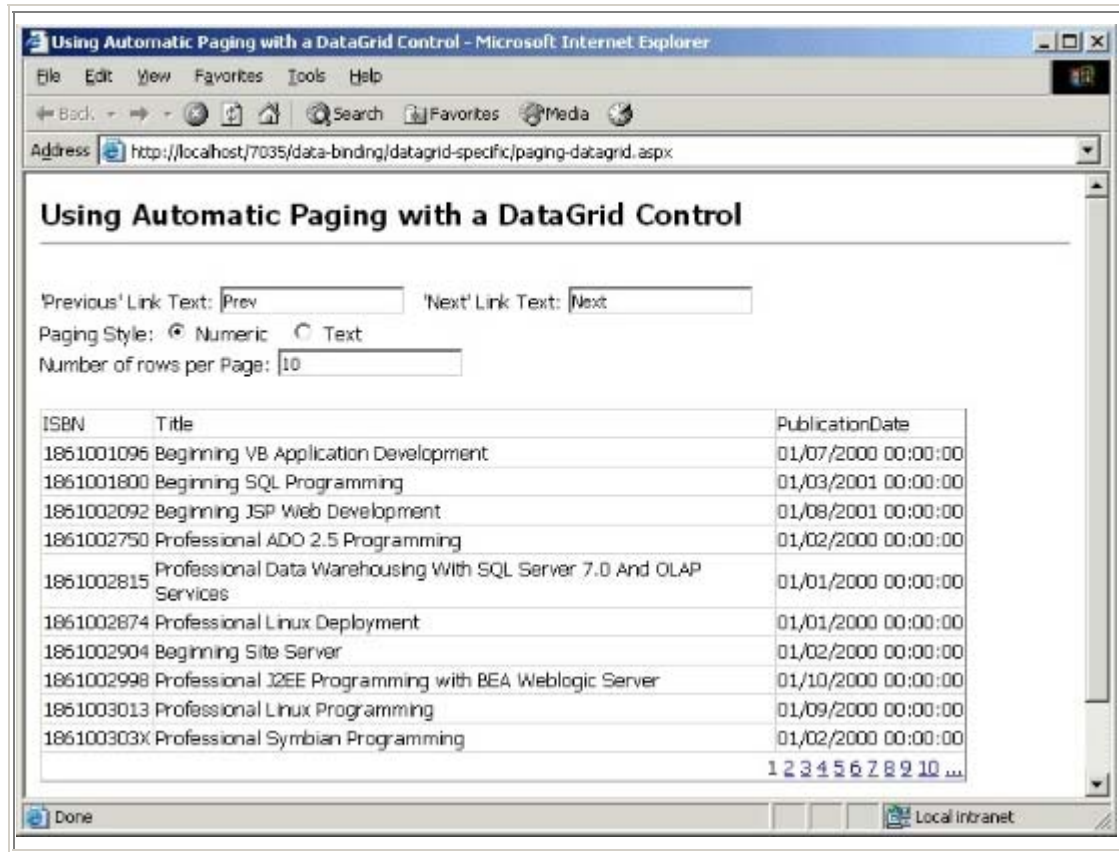 Using Automatic Paging with a DataGrid Control - Microsoft Internet Explorer
File Edit View Favorites Tools Help
Back Search Favorites Media
Address http://localhost/7035/data-binding/datagrid-specific/paging-datagrid.aspx
Using Automatic Paging with a DataGrid Control
'Previous' Link Text: Prev 'Next' Link Text: Next
Paging Style: Numeric Text
Number of rows per Page: 10
ISBN Title PublicationDate
1861001096 Beginning VB Application Development 01/07/2000 00:00:00
1861001800 Beginning SQL Programming 01/03/2001 00:00:00
1861002092 Beginning JSP Web Development 01/08/2001 00:00:00
1861002750 Professional ADO 2.5 Programming 01/02/2000 00:00:00
1861002815 Professional Data Warehousing With SQL Server 7.0 And OLAP Services 01/01/2000 00:00:00
1861002874 Professional Linux Deployment 01/01/2000 00:00:00
1861002904 Beginning Site Server 01/02/2000 00:00:00
1861002998 Professional J2EE Programming with BEA Weblogic Server 01/10/2000 00:00:00
1861003013 Professional Linux Programming 01/09/2000 00:00:00
186100303X Professional Symbian Programming 01/02/2000 00:00:00
1 2 3 4 5 6 7 8 9 10 ...
Done Local intranet